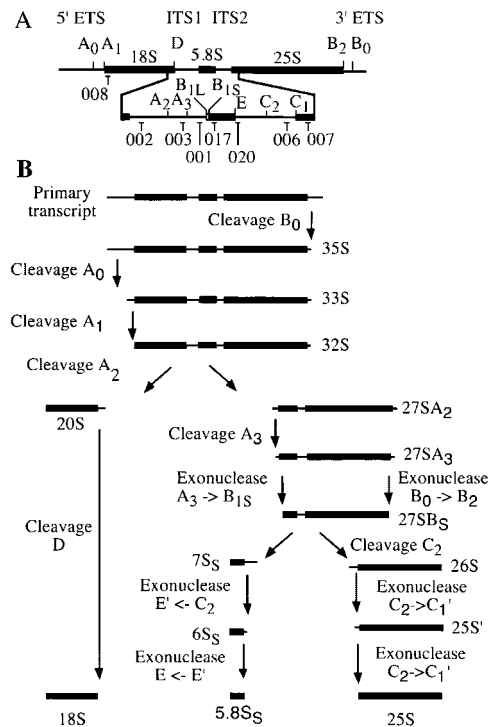 A
5' ETS ITS1 ITS2 3' ETS
A0 A1 18S D 5.8S 25S B2 B0
008
A2 A3 B1L B1S E C2 C1
002 003 001 017 020 006 007
B
Primary transcript
Cleavage B0
35S
Cleavage A0
33S
Cleavage A1
32S
Cleavage A2
20S
27SA2
Cleavage A3
27SA3
Exonuclease A3 -> B1S
Exonuclease B0 -> B2
27SBS
Cleavage D
Cleavage C2
7SS
26S
Exonuclease E' <- C2
Exonuclease C2->C1'
6SS
25S'
Exonuclease E <- E'
Exonuclease C2->C1'
18S
5.8SS
25S